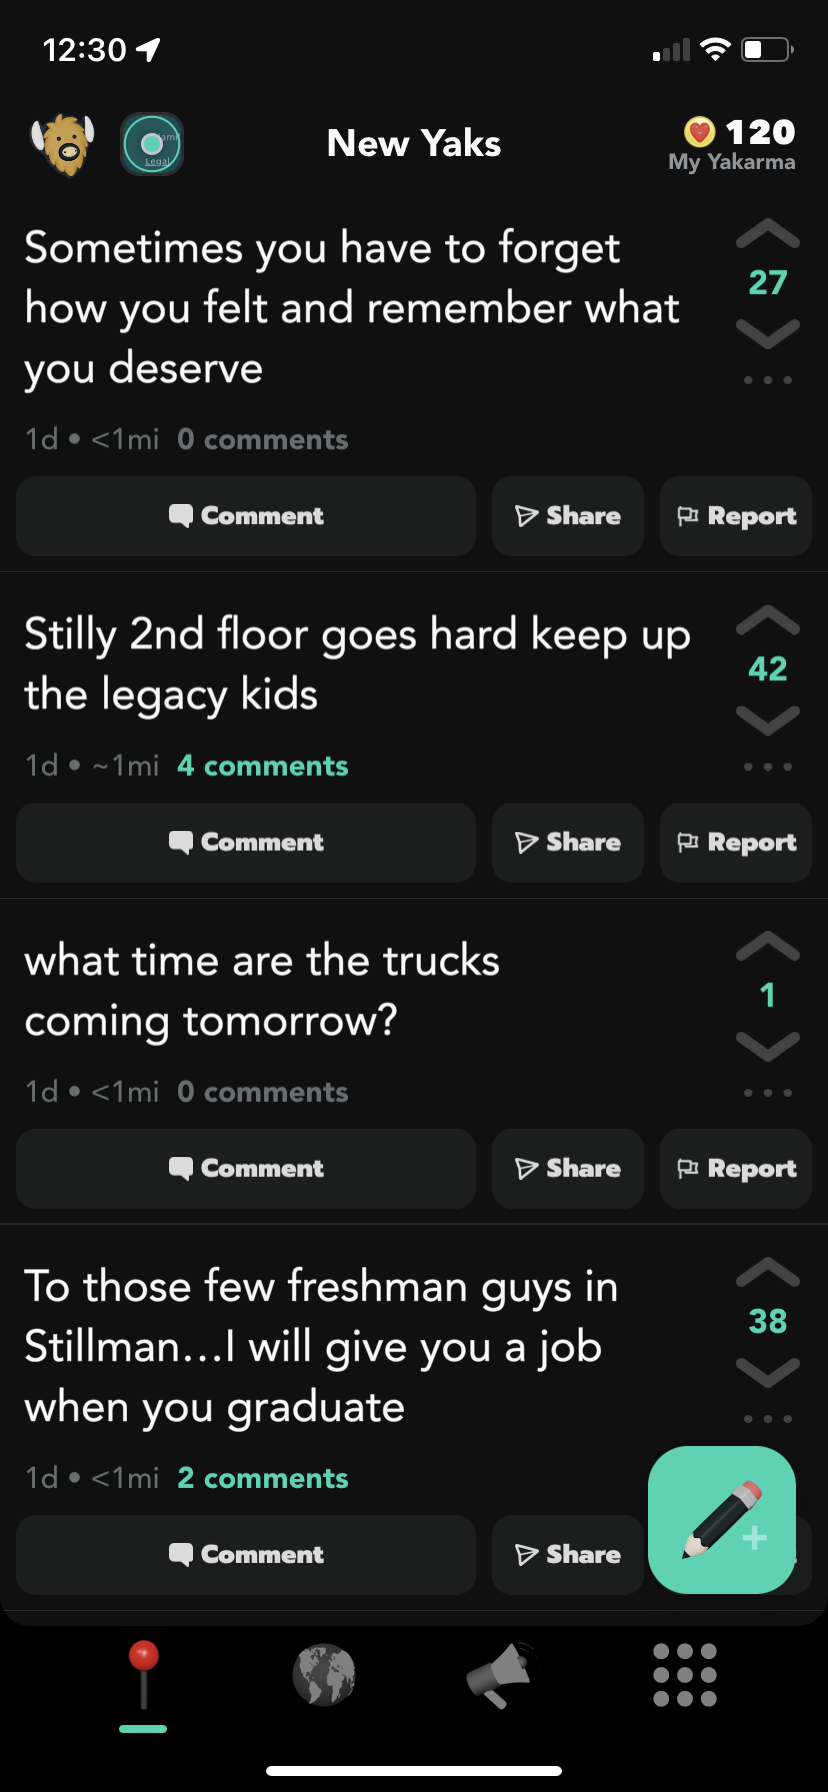 12:30
New Yaks
120
My Yakarma
Legal
Sometimes you have to forget
how you felt and remember what
you deserve
27
1d • <1mi 0 comments
Comment
Share
Report
Stilly 2nd floor goes hard keep up
the legacy kids
42
1d • ~1mi 4 comments
Comment
Share
Report
what time are the trucks
coming tomorrow?
1
1d • <1mi 0 comments
Comment
Share
Report
To those few freshman guys in
Stillman...I will give you a job
when you graduate
38
1d • <1mi 2 comments
Comment
Share